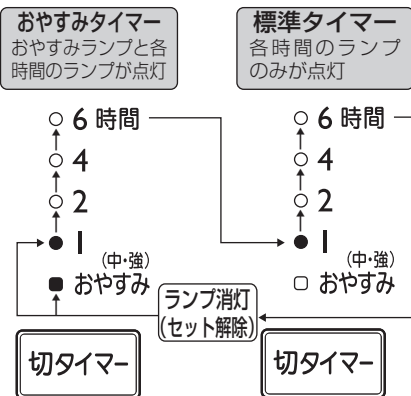 おやすみタイマー
おやすみランプと各
時間のランプが点灯
6 時間
4
2
1
(中・強)
おやすみ
切タイマー
ランプ消灯
(セット解除)
標準タイマー
各時間のランプ
のみが点灯
6 時間
4
2
1
(中・強)
おやすみ
切タイマー